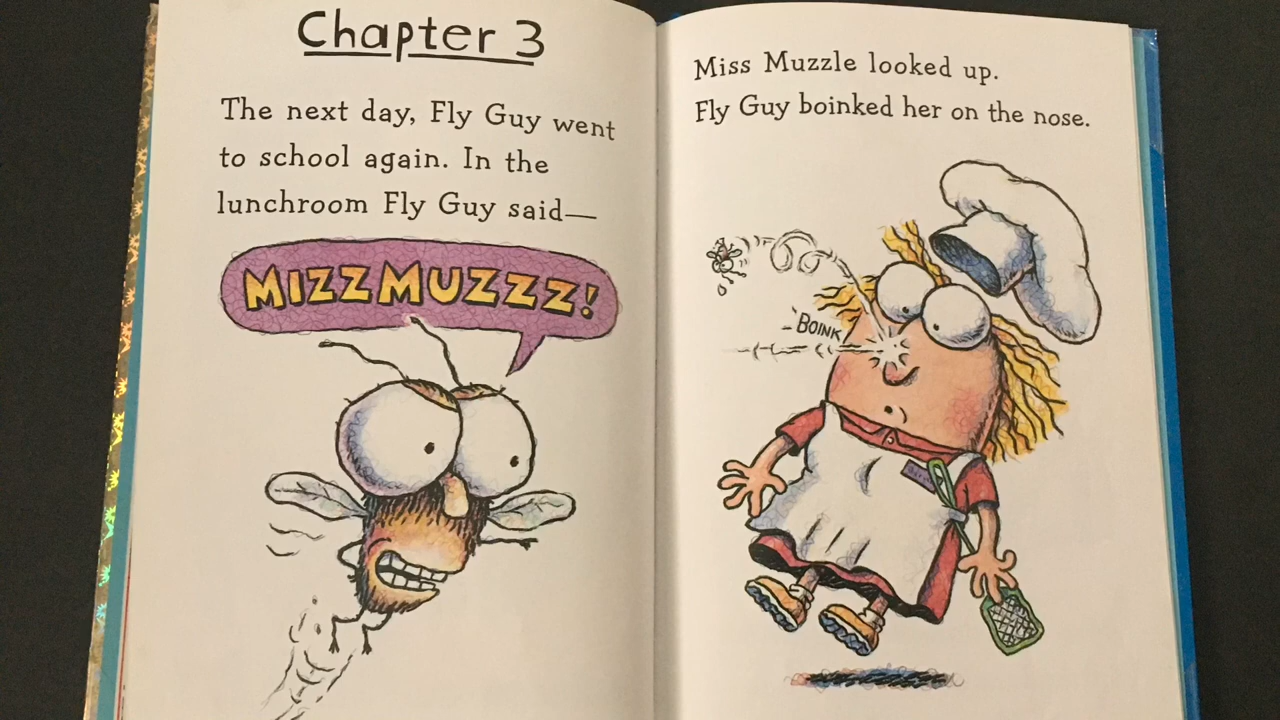 Chapter 3
The next day, Fly Guy went
to school again. In the
lunchroom Fly Guy said—
MIZZMUZZZ!
Miss Muzzle looked up.
Fly Guy boinked her on the nose.
BOINK